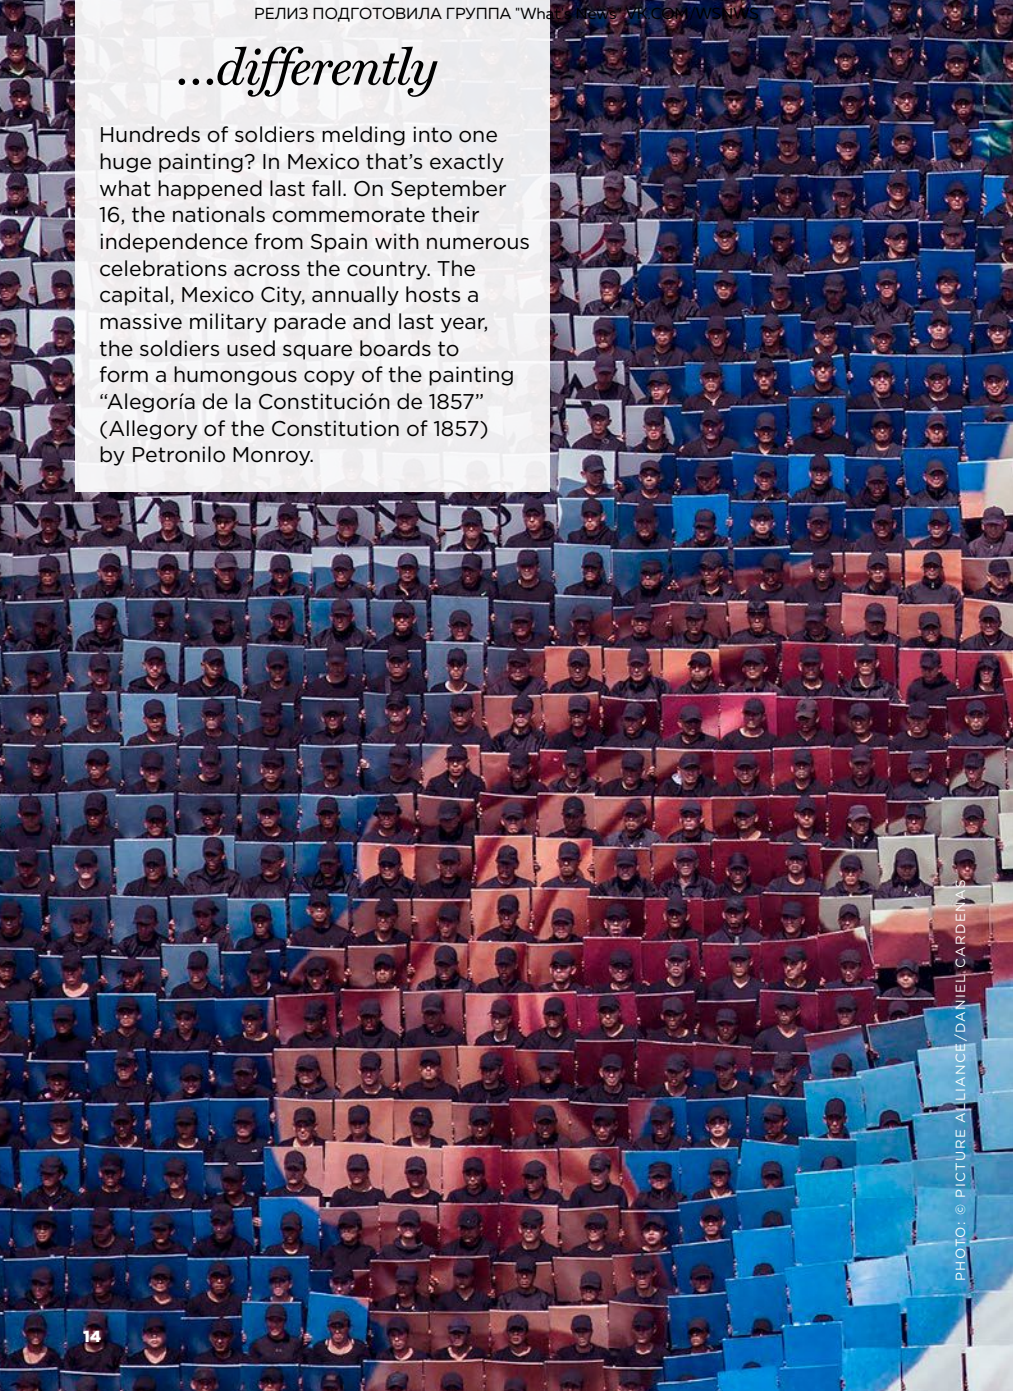 РЕЛИЗ ПОДГОТОВИЛА ГРУППА "What's News" VK.COM/WSNWS
...differently
Hundreds of soldiers melding into one
huge painting? In Mexico that’s exactly
what happened last fall. On September
16, the nationals commemorate their
independence from Spain with numerous
celebrations across the country. The
capital, Mexico City, annually hosts a
massive military parade and last year,
the soldiers used square boards to
form a humongous copy of the painting
“Alegoría de la Constitución de 1857”
(Allegory of the Constitution of 1857)
by Petronilo Monroy.
PHOTO: © PICTURE ALLIANCE/DANIEL CARDENAS
14